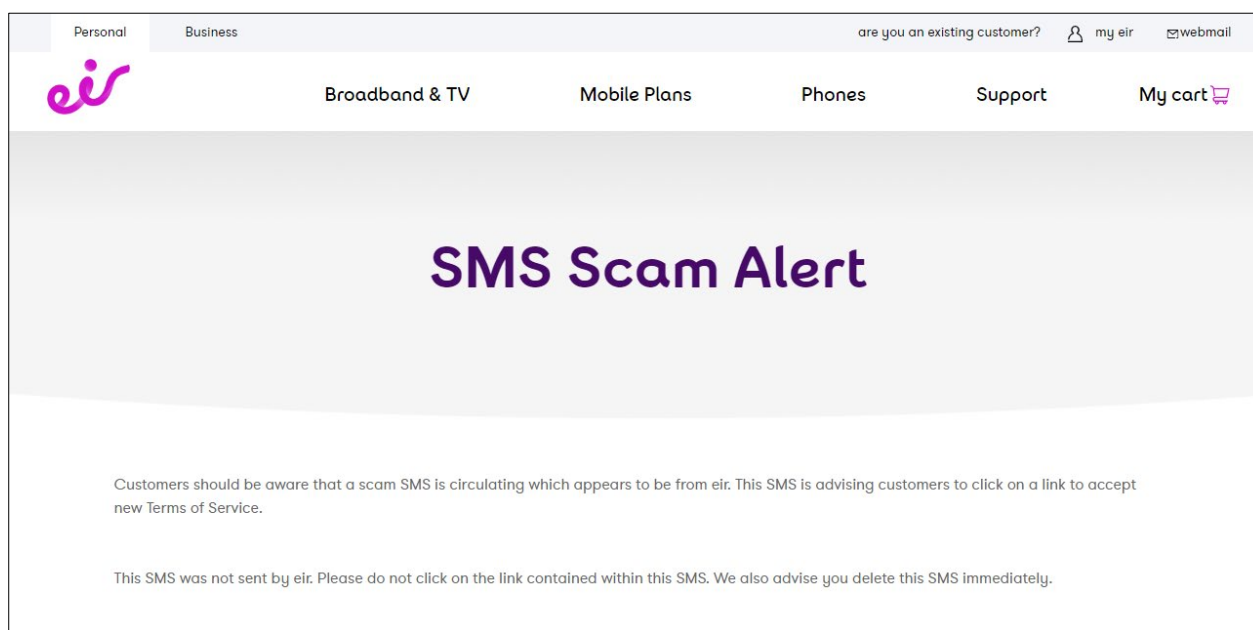 Personal Business are you an existing customer? my eir webmail
eir Broadband & TV Mobile Plans Phones Support My cart
SMS Scam Alert
Customers should be aware that a scam SMS is circulating which appears to be from eir. This SMS is advising customers to click on a link to accept
new Terms of Service.
This SMS was not sent by eir. Please do not click on the link contained within this SMS. We also advise you delete this SMS immediately.